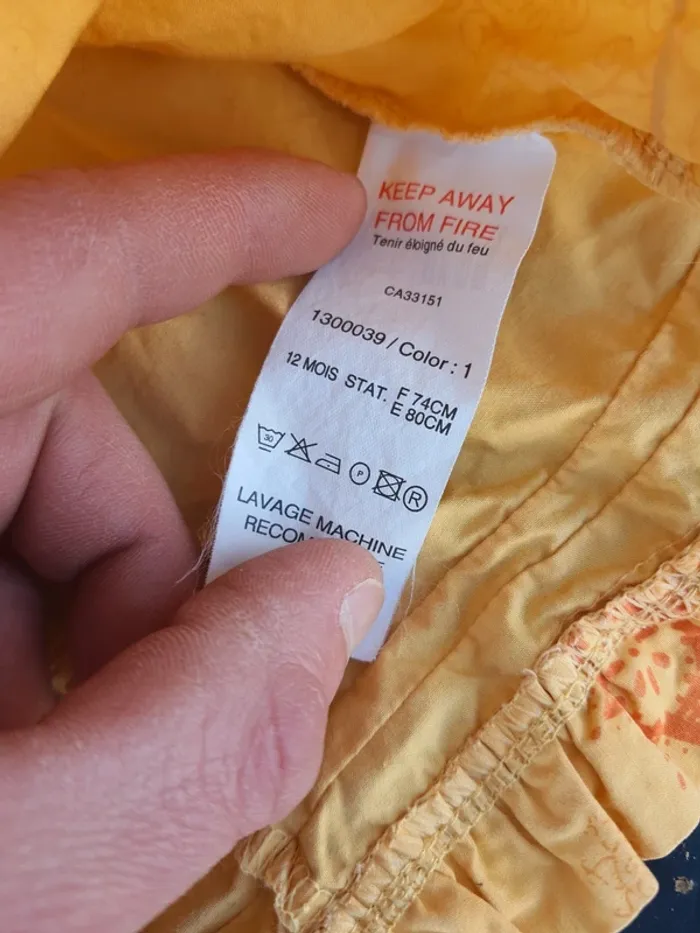 KEEP AWAY
FROM FIRE
Tenir éloigné du feu
CA33151
1300039 / Color : 1
12 MOIS STAT. F 74CM
E 80CM
30 P R
LAVAGE MACHINE